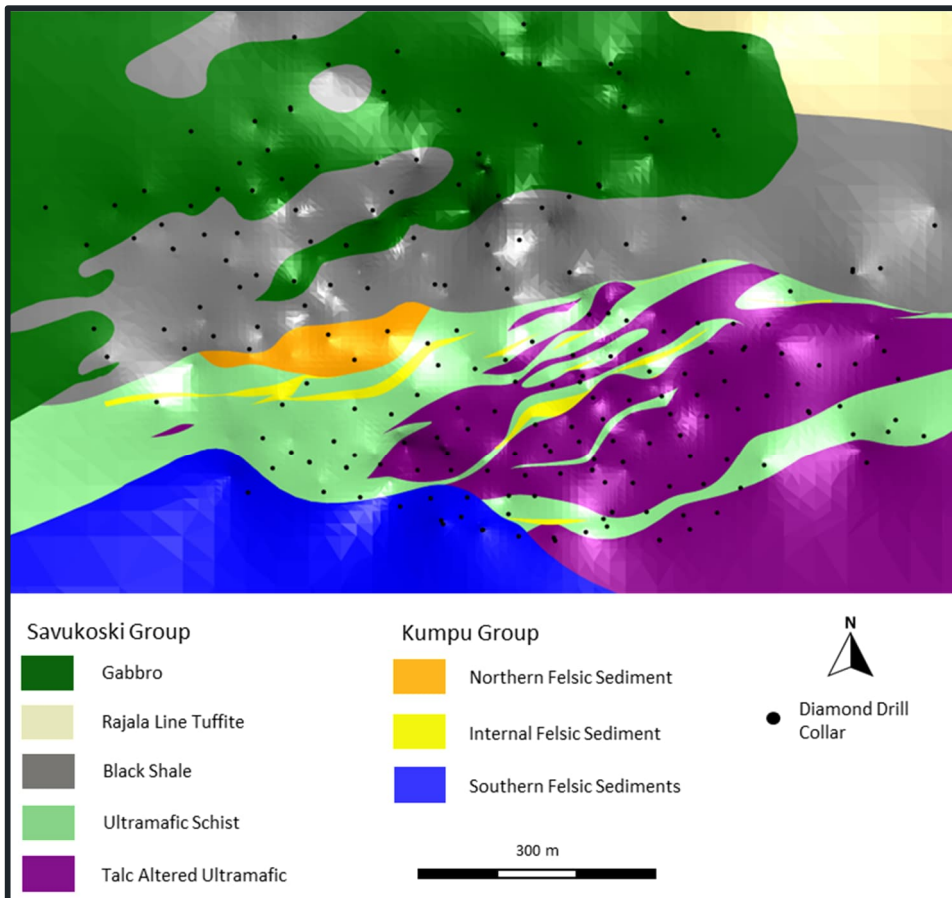 Savukoski Group
Gabbro
Rajala Line Tuffite
Black Shale
Ultramafic Schist
Talc Altered Ultramafic
Kumpu Group
Northern Felsic Sediment
Internal Felsic Sediment
Southern Felsic Sediments
300 m
N
Diamond Drill
Collar